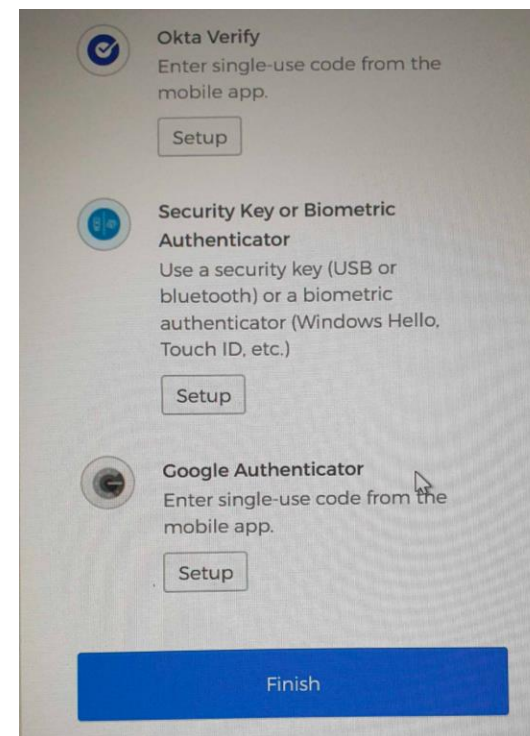 Okta Verify
Enter single-use code from the
mobile app.
Setup
Security Key or Biometric
Authenticator
Use a security key (USB or
bluetooth) or a biometric
authenticator (Windows Hello,
Touch ID, etc.)
Setup
Google Authenticator
Enter single-use code from the
mobile app.
Setup
Finish